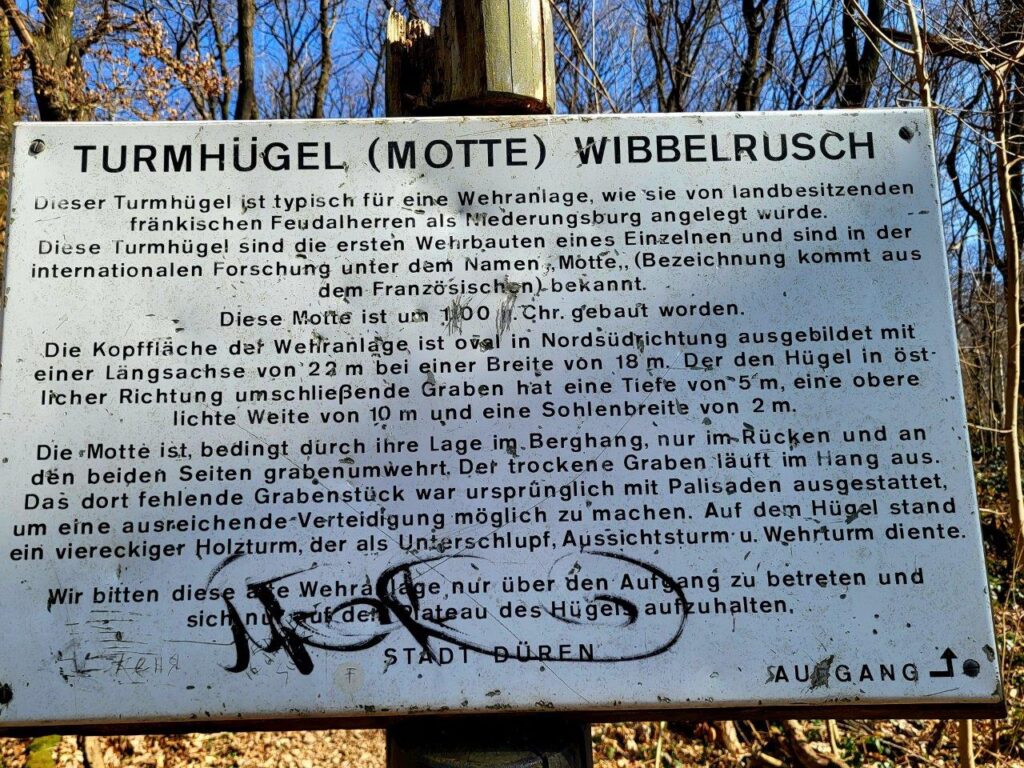 TURMHÜGEL (MOTTE) WIBBELRUSCH
Dieser Turmhügel ist typisch für eine Wehranlage, wie sie von landbesitzenden
fränkischen Feudalherren als Niederungsburg angelegt wurde.
Diese Turmhügel sind die ersten Wehrbauten eines Einzelnen und sind in der
internationalen Forschung unter dem Namen „Motte„ (Bezeichnung kommt aus
dem Französischen) bekannt.
Diese Motte ist um Chr. gebaut worden.
Die Kopffläche der Wehranlage ist oval in Nordsüdrichtung ausgebildet mit
einer Längsachse von 22 m bei einer Breite von 18 m. Der den Hügel in öst-
licher Richtung umschließende Graben hat eine Tiefe von 5 m, eine obere
lichte Weite von 10 m und eine Sohlenbreite von 2 m.
Die Motte ist, bedingt durch ihre Lage im Berghang, nur im Rücken und an
den beiden Seiten grabenumwehrt. Der trockene Graben läuft im Hang aus.
Das dort fehlende Grabenstück war ursprünglich mit Palisaden ausgestattet,
um eine ausreichende Verteidigung möglich zu machen. Auf dem Hügel stand
ein viereckiger Holzturm, der als Unterschlupf, Aussichtsturm u. Wehrturm diente.
Wir bitten diese alte Wehranlage nur über den Aufgang zu betreten und
sich nur auf dem Plateau des Hügels aufzuhalten.
STADT DÜREN
AUFGANG